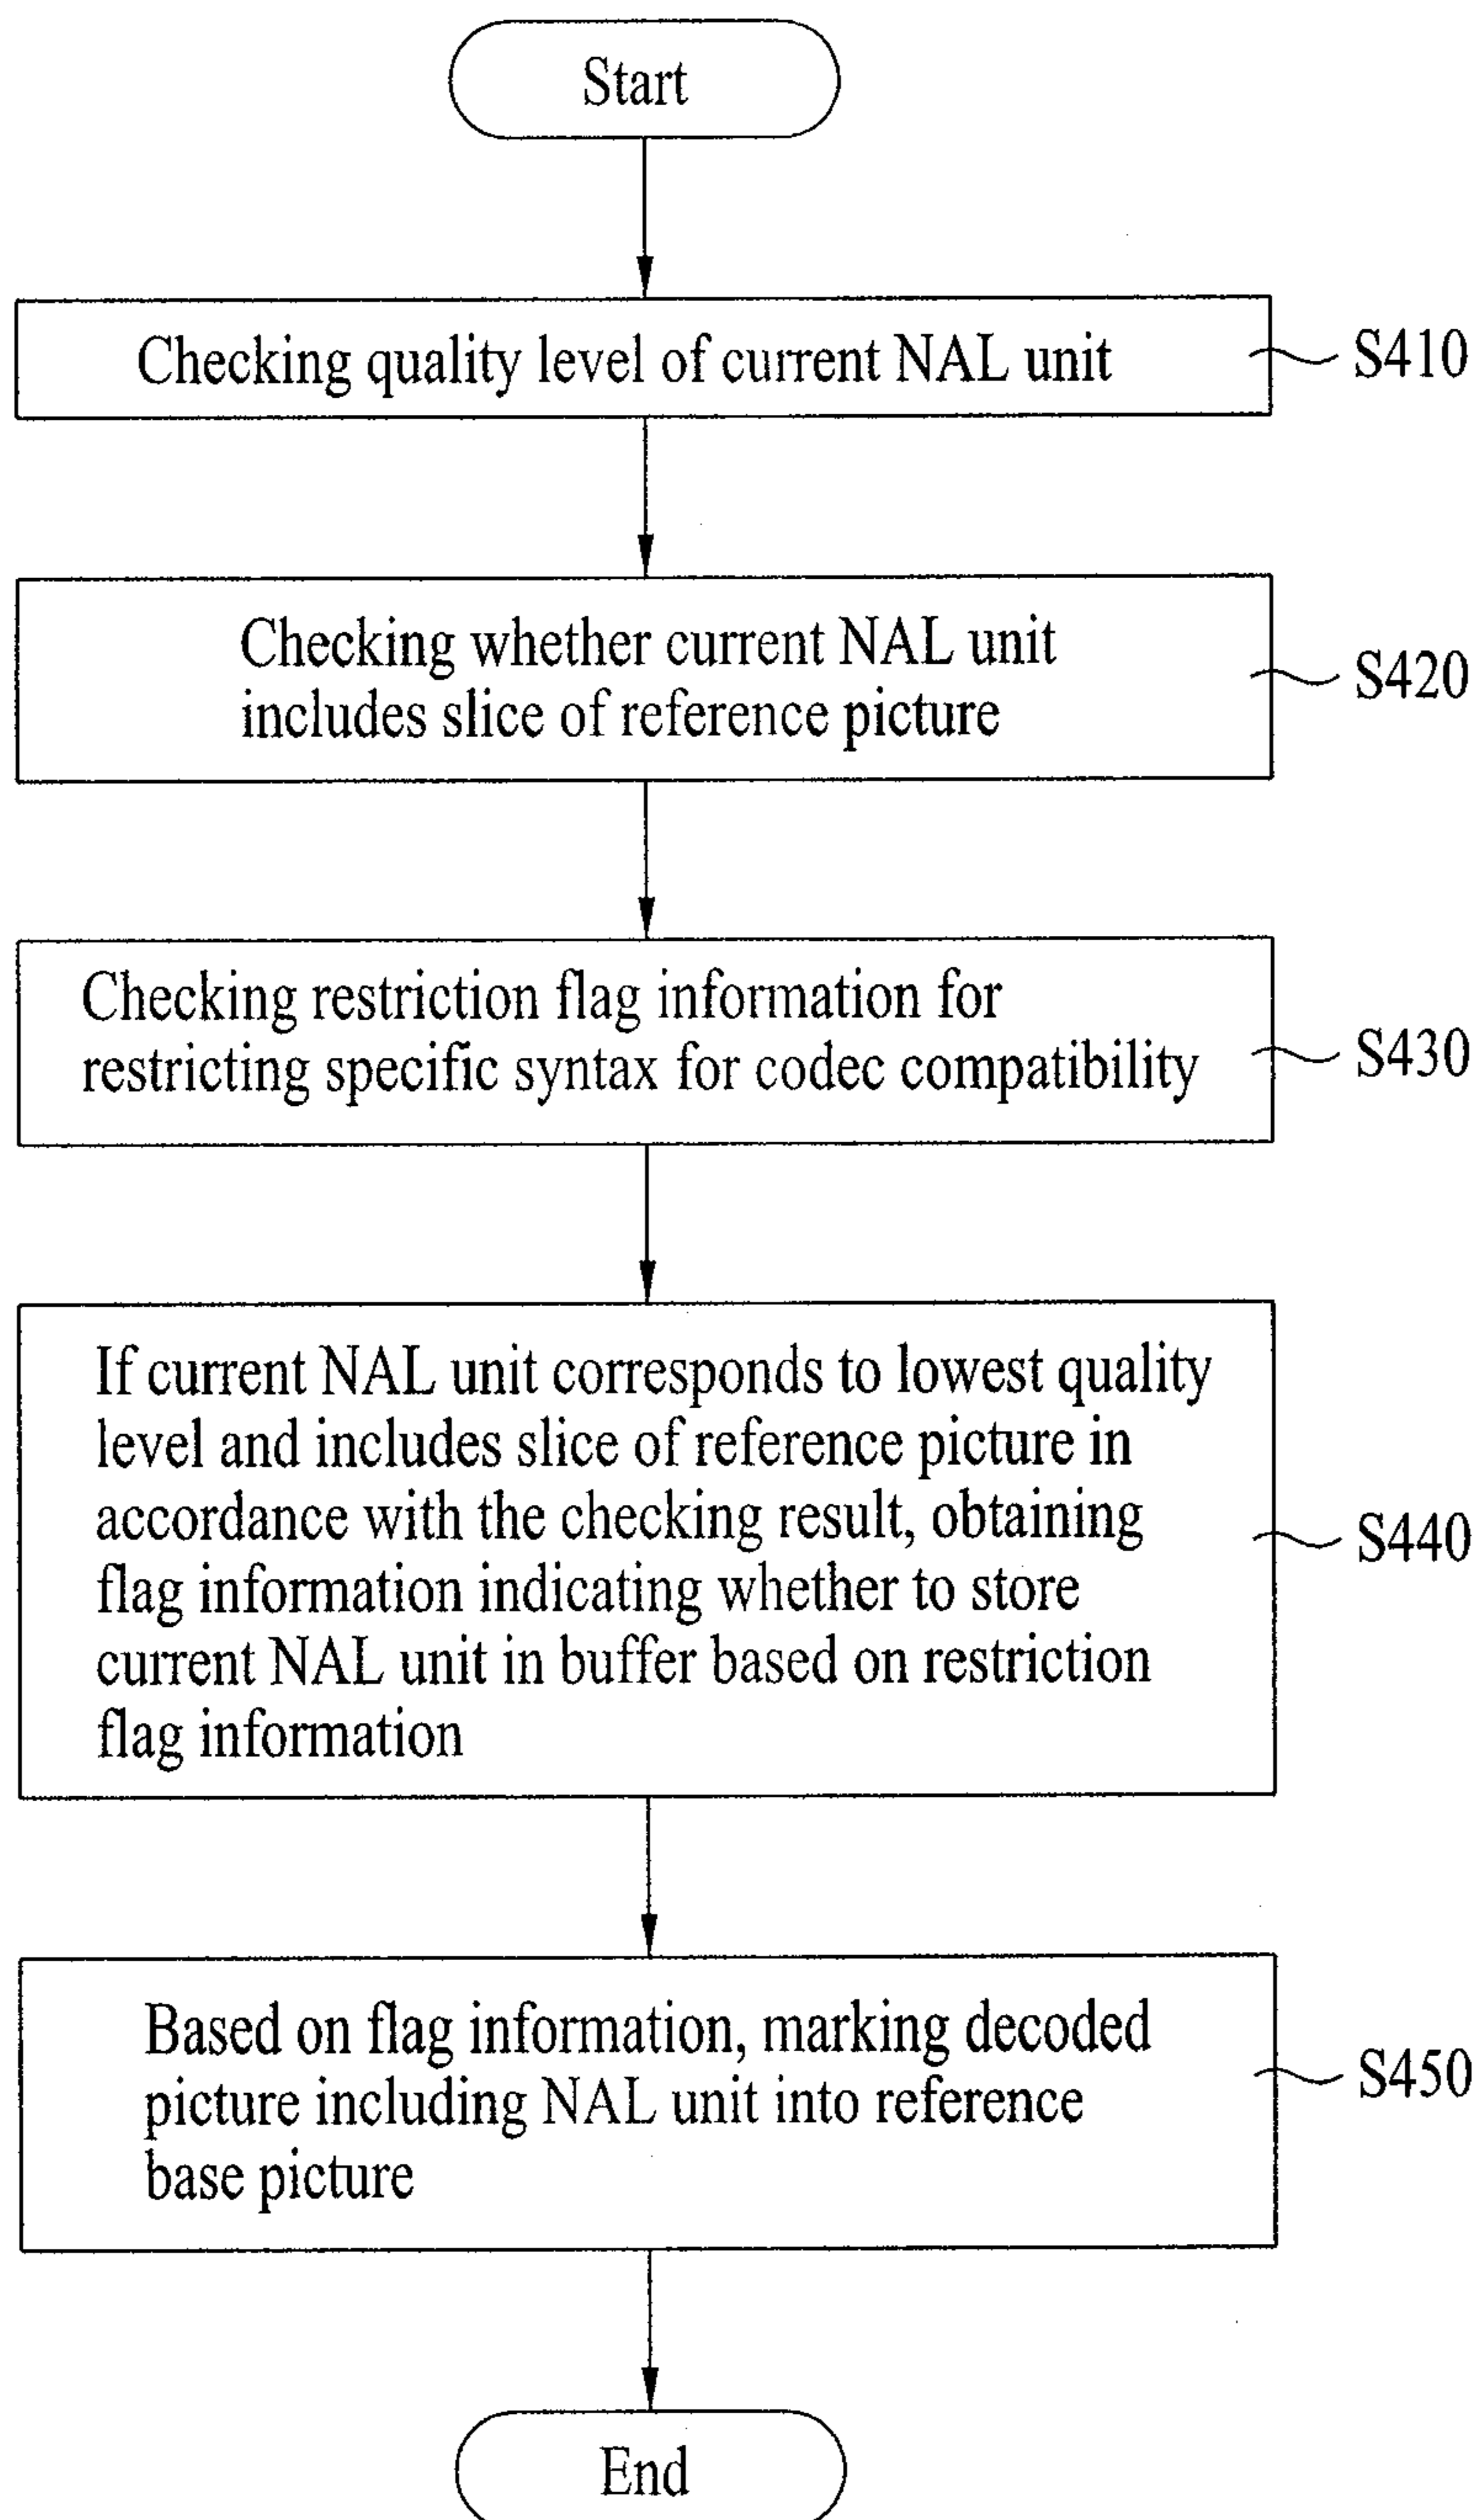 Start
Checking quality level of current NAL unit
S410
Checking whether current NAL unit
includes slice of reference picture
S420
Checking restriction flag information for
restricting specific syntax for codec compatibility
S430
If current NAL unit corresponds to lowest quality
level and includes slice of reference picture in
accordance with the checking result, obtaining
flag information indicating whether to store
current NAL unit in buffer based on restriction
flag information
S440
Based on flag information, marking decoded
picture including NAL unit into reference
base picture
S450
End